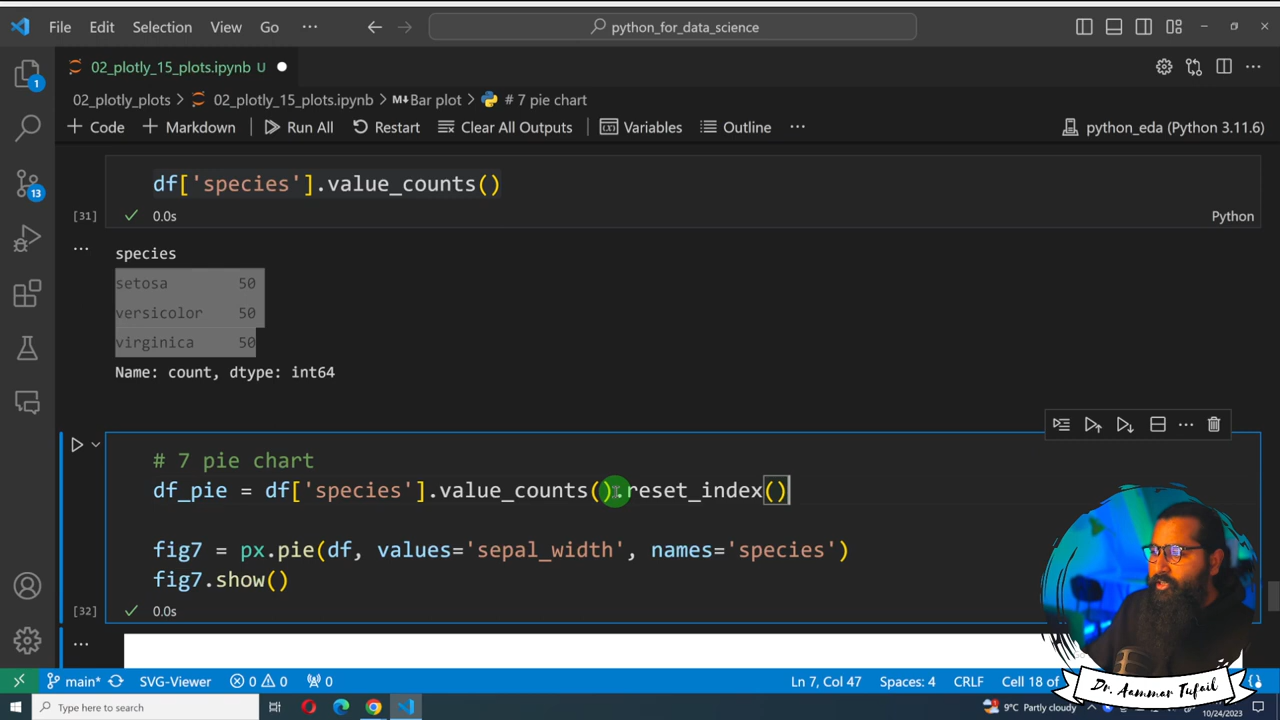 File Edit Selection View Go ··· python_for_data_science
02_plotly_15_plots.ipynb U
02_plotly_plots > 02_plotly_15_plots.ipynb > M↓Bar plot > # 7 pie chart
+ Code + Markdown Run All Restart Clear All Outputs Variables Outline ··· python_eda (Python 3.11.6)
1
df['species'].value_counts()
13
[31] ✓ 0.0s Python
··· species
setosa 50
versicolor 50
virginica 50
Name: count, dtype: int64
# 7 pie chart
df_pie = df['species'].value_counts().reset_index()
fig7 = px.pie(df, values='sepal_width', names='species')
fig7.show()
[32] ✓ 0.0s
···
main* 0 0 SVG-Viewer 0 Ln 7, Col 47 Spaces: 4 CRLF Cell 18 of
Dr. Aammar Tufail
Type here to search 9°C Partly cloudy 10/24/2023